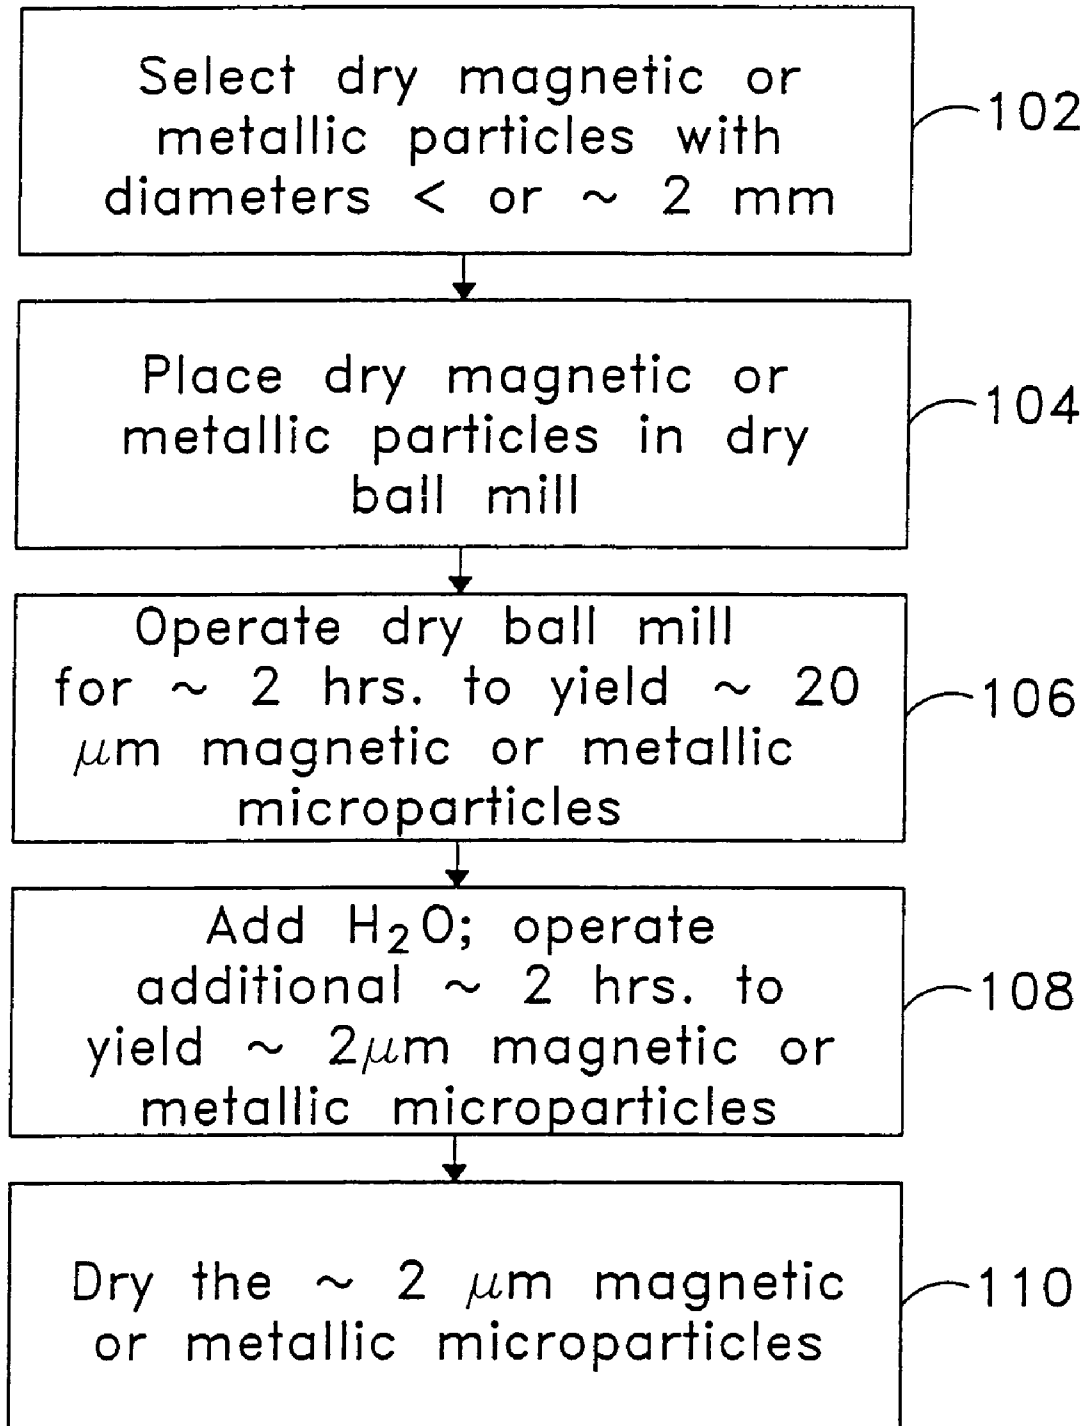 Select dry magnetic or
metallic particles with
diameters < or ~ 2 mm
102
Place dry magnetic or
metallic particles in dry
ball mill
104
Operate dry ball mill
for ~ 2 hrs. to yield ~ 20
μm magnetic or metallic
microparticles
106
Add H₂O; operate
additional ~ 2 hrs. to
yield ~ 2μm magnetic or
metallic microparticles
108
Dry the ~ 2 μm magnetic
or metallic microparticles
110